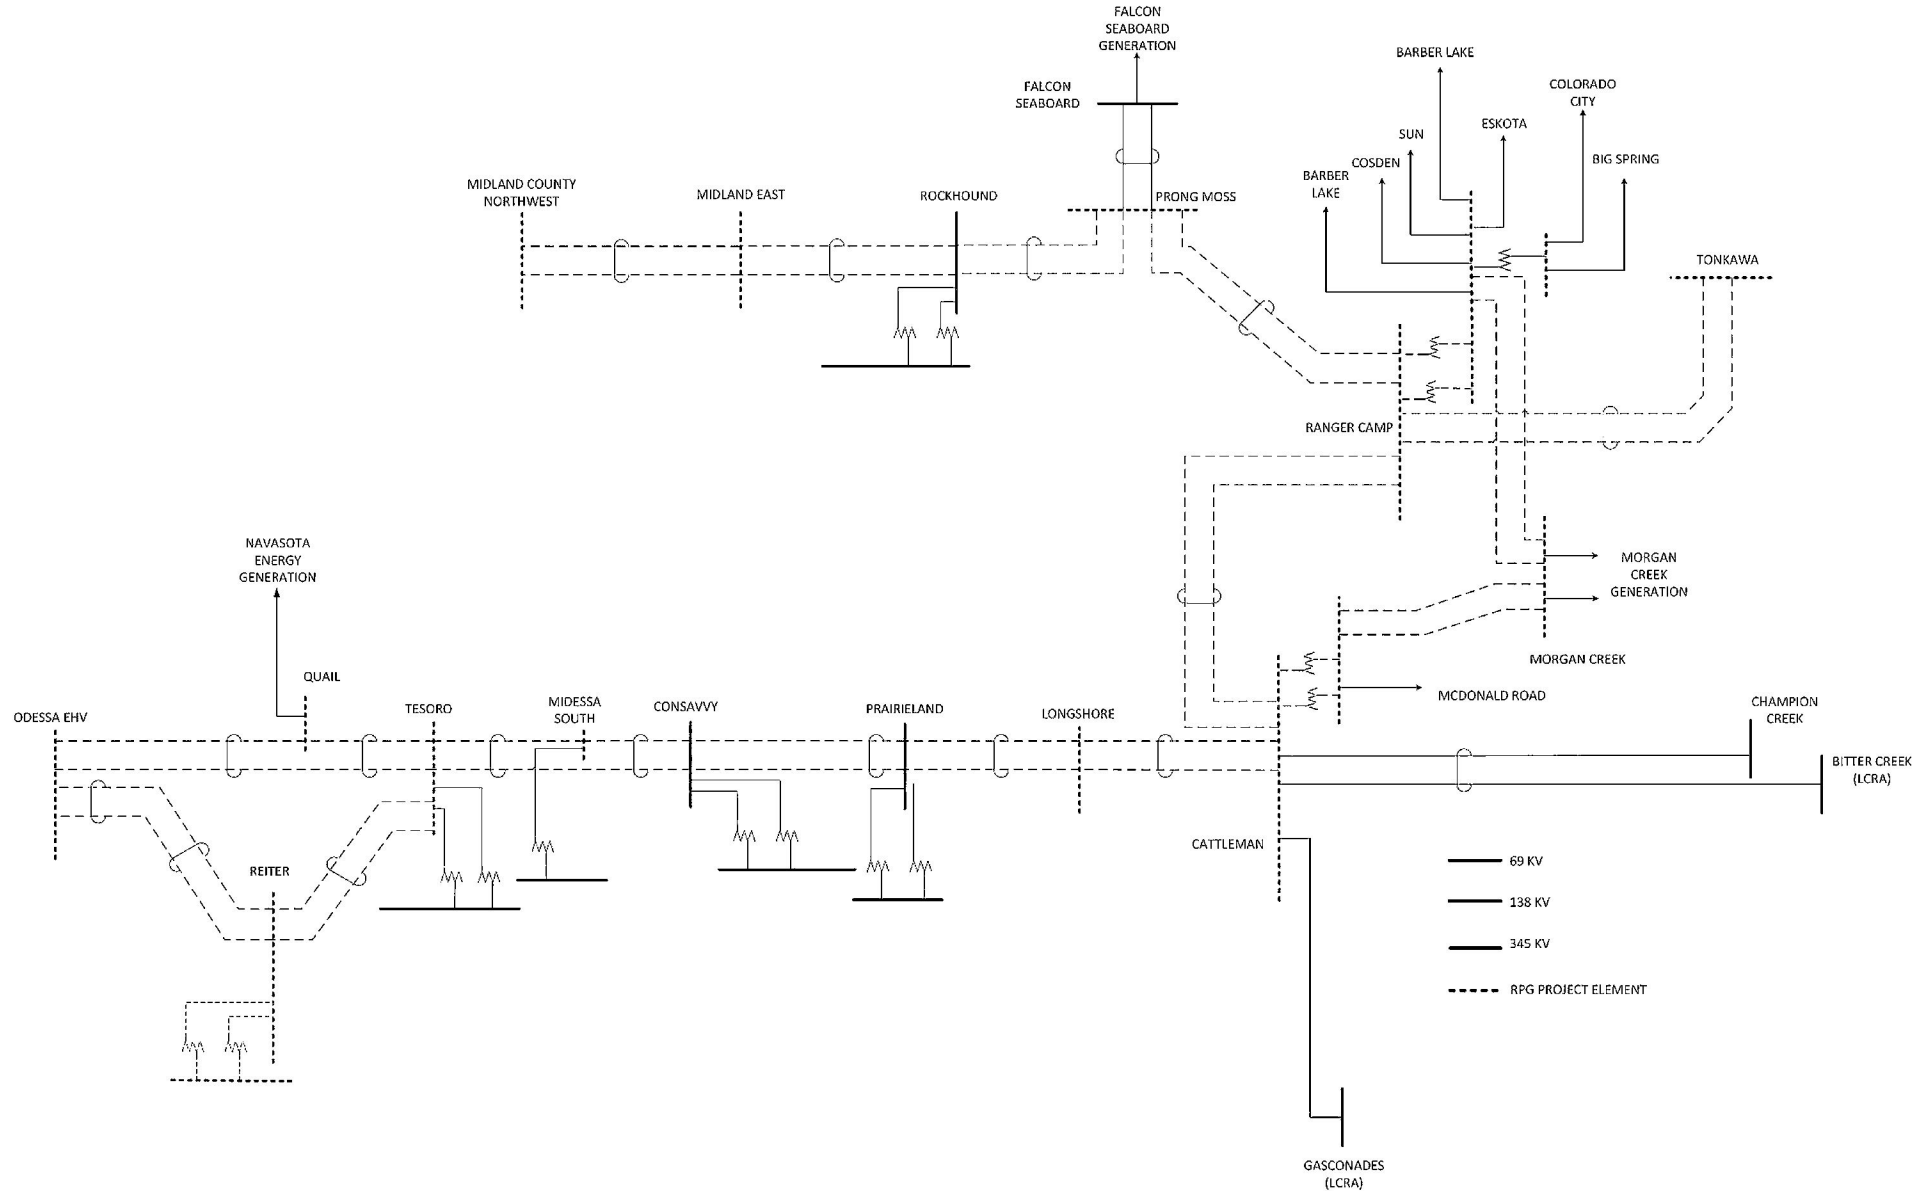 FALCON
SEABOARD
GENERATION
BARBER LAKE
FALCON
SEABOARD
COLORADO
CITY
ESKOTA
SUN
COSDEN
BIG SPRING
BARBER
LAKE
MIDLAND COUNTY
NORTHWEST
MIDLAND EAST
ROCKHOUND
PRONG MOSS
TONKAWA
RANGER CAMP
NAVASOTA
ENERGY
GENERATION
MORGAN
CREEK
GENERATION
MORGAN CREEK
QUAIL
MCDONALD ROAD
ODESSA EHV
TESORO
MIDESSA
SOUTH
CONSAVVY
PRAIRIELAND
LONGSHORE
CHAMPION
CREEK
BITTER CREEK
(LCRA)
CATTLEMAN
REITER
69 KV
138 KV
345 KV
RPG PROJECT ELEMENT
GASCONADES
(LCRA)